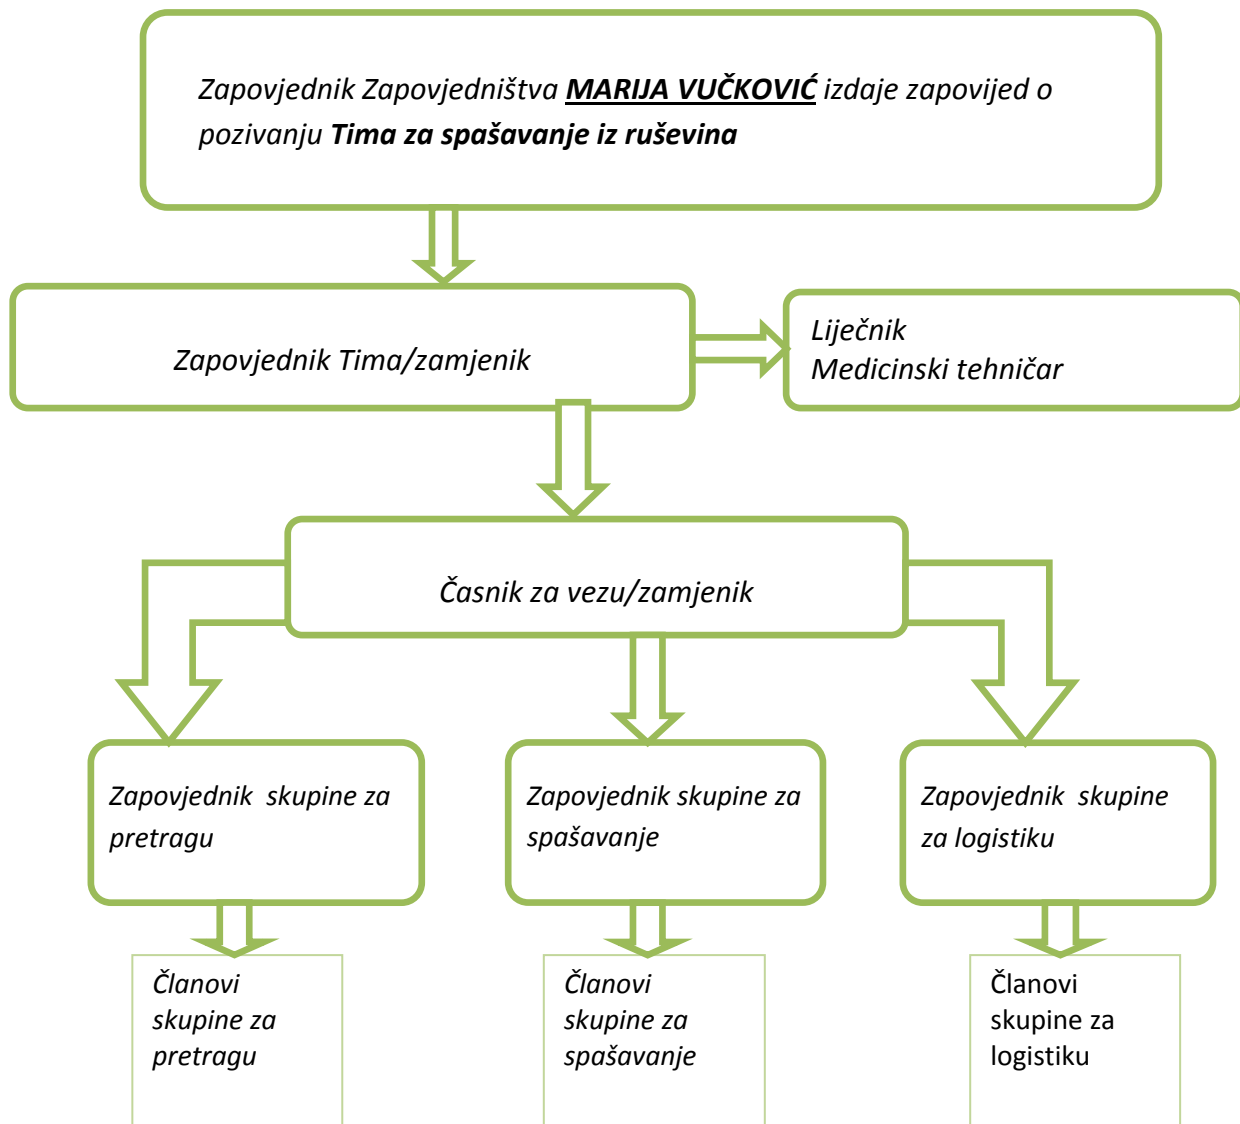 Zapovjednik Zapovjedništva MARIJA VUČKOVIĆ izdaje zapovijed o
pozivanju Tima za spašavanje iz ruševina
Zapovjednik Tima/zamjenik
Liječnik
Medicinski tehničar
Časnik za vezu/zamjenik
Zapovjednik  skupine za
pretragu
Zapovjednik skupine za
spašavanje
Zapovjednik  skupine
za logistiku
Članovi
skupine za
pretragu
Članovi
skupine za
spašavanje
Članovi
skupine za
logistiku